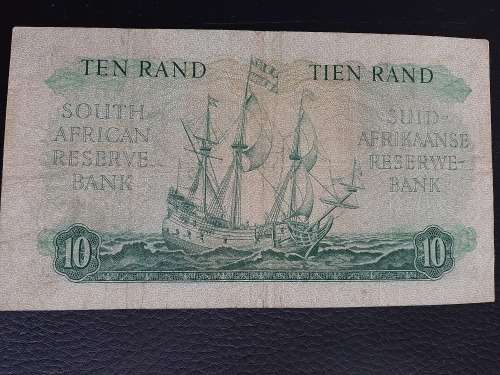 TEN RAND
TIEN RAND
SOUTH
AFRICAN
RESERVE
BANK
SUID-
AFRIKAANSE
RESERWE-
BANK
10
10